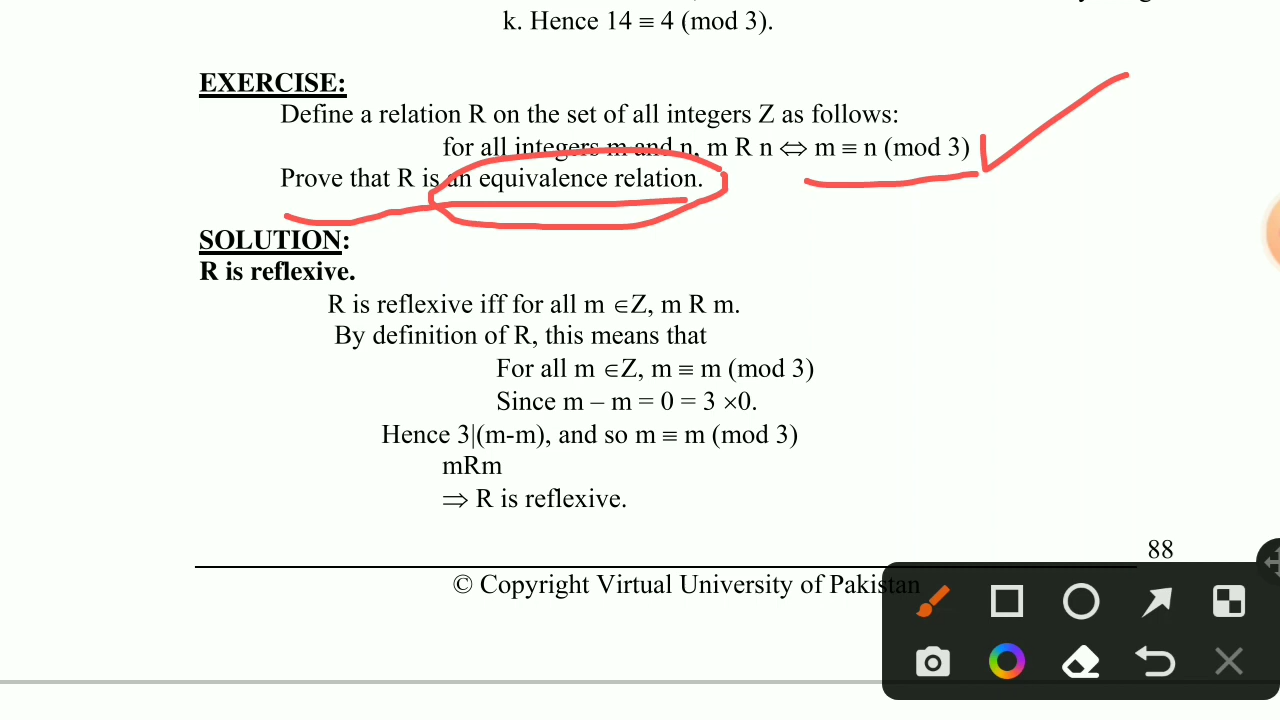 k. Hence 14 ≡ 4 (mod 3).
EXERCISE:
Define a relation R on the set of all integers Z as follows:
for all integers m and n, m R n ⇔ m ≡ n (mod 3)
Prove that R is an equivalence relation.
SOLUTION:
R is reflexive.
R is reflexive iff for all m ∈Z, m R m.
By definition of R, this means that
For all m ∈Z, m ≡ m (mod 3)
Since m – m = 0 = 3 ×0.
Hence 3|(m-m), and so m ≡ m (mod 3)
mRm
⇒ R is reflexive.
88
© Copyright Virtual University of Pakistan